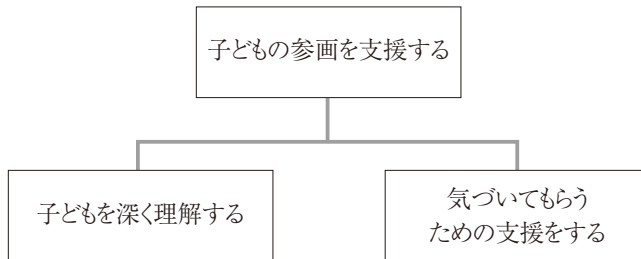 子どもの参画を支援する
子どもを深く理解する
気づいてもらう
ための支援をする